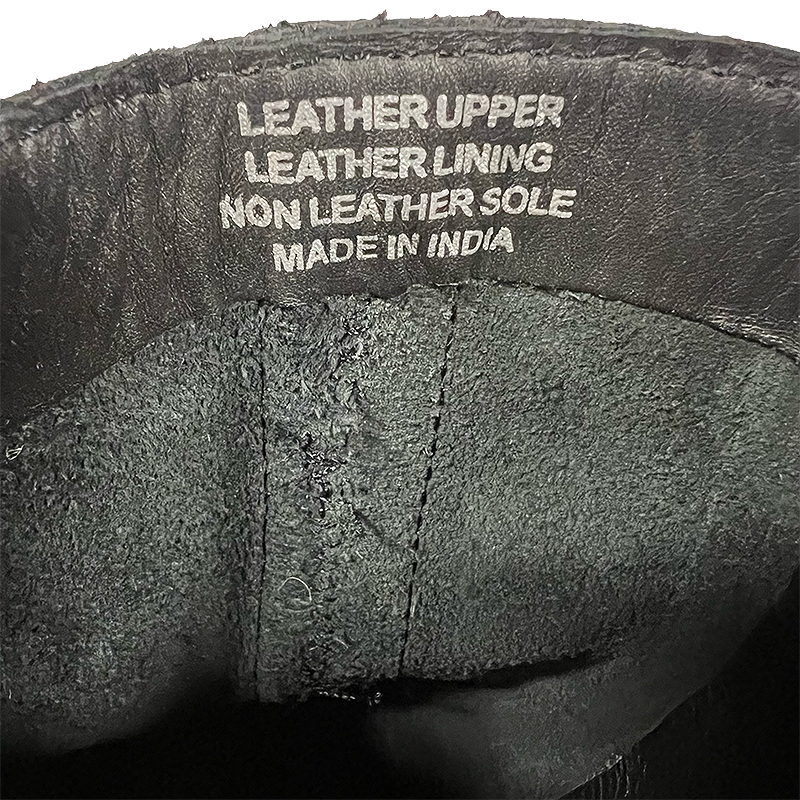 LEATHER UPPER
LEATHER LINING
NON LEATHER SOLE
MADE IN INDIA